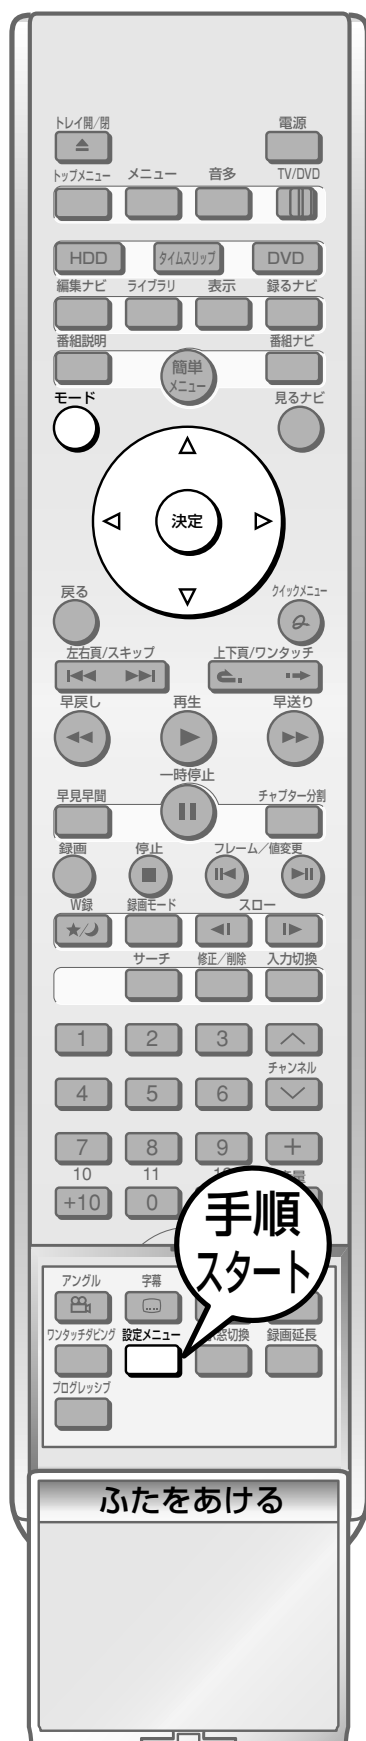 トレイ開/閉 電源
トップメニュー メニュー 音多 TV/DVD
HDD タイムスリップ DVD
編集ナビ ライブラリ 表示 録るナビ
番組説明 番組ナビ
簡単
メニュー
モード 見るナビ
決定
戻る クイックメニュー
左右頁/スキップ 上下頁/ワンタッチ
早戻し 再生 早送り
一時停止
早見早聞 チャプター分割
録画 停止 フレーム/値変更
W録 録画モード スロー
サーチ 修正/削除 入力切換
1 2 3
チャンネル
4 5 6
7 8 9 +
10 11
+10 0
手順
スタート
アングル 字幕
ワンタッチダビング 設定メニュー 窓切換 録画延長
プログレッシブ
ふたをあける